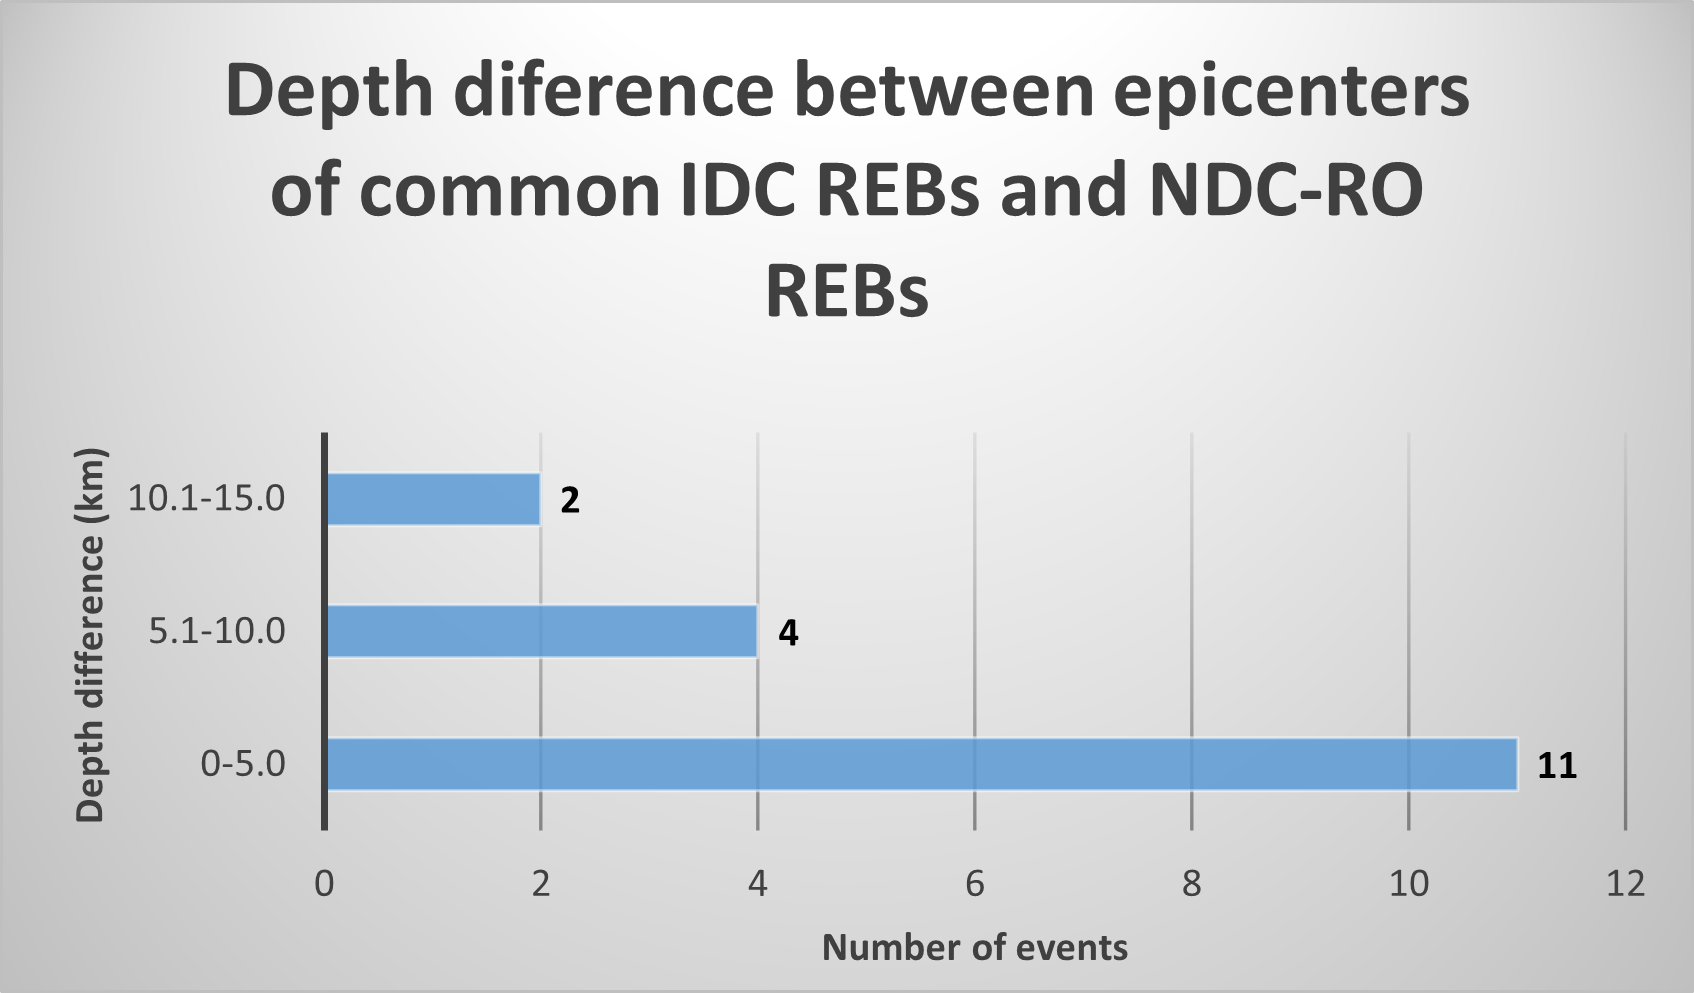 Depth diference between epicenters
of common IDC REBs and NDC-RO
REBs
Depth difference (km)
10.1-15.0
2
5.1-10.0
4
0-5.0
11
0 2 4 6 8 10 12
Number of events